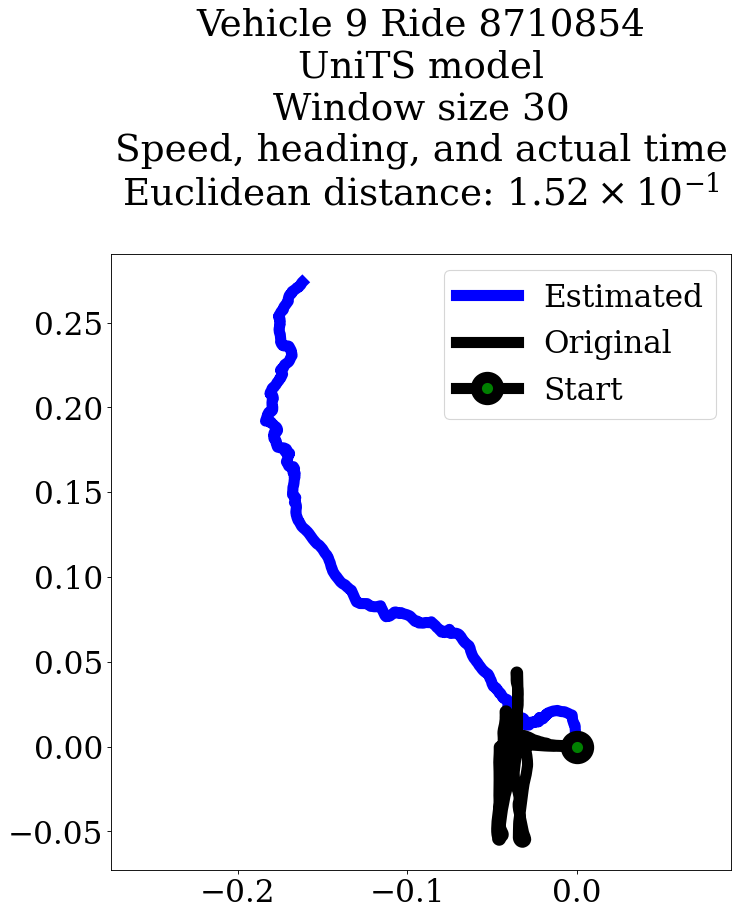 Vehicle 9 Ride 8710854
UniTS model
Window size 30
Speed, heading, and actual time
Euclidean distance: 1.52 × 10⁻¹
Estimated
Original
Start
0.25
0.20
0.15
0.10
0.05
0.00
−0.05
−0.2 −0.1 0.0